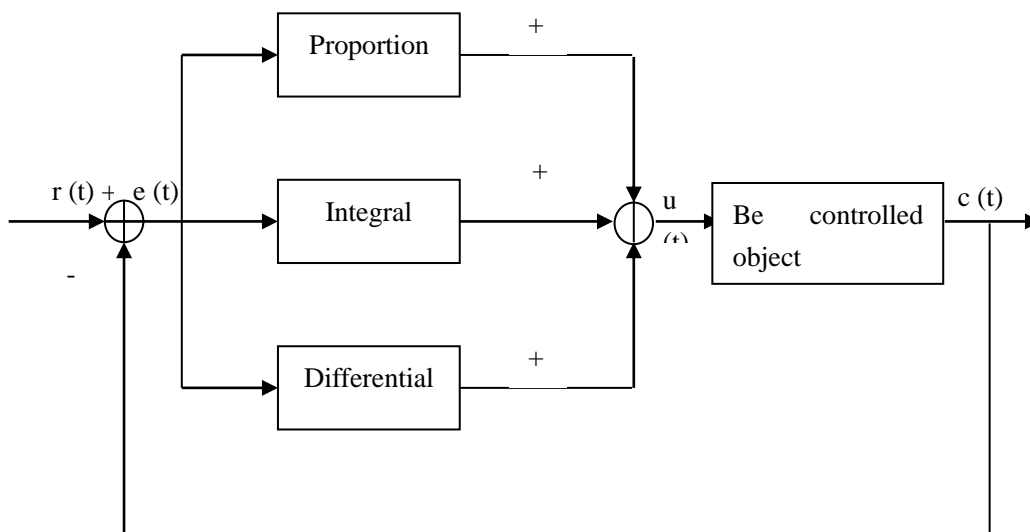 +
Proportion
+
r (t) + e (t)
Integral
u
(t)
Be controlled
object
c (t)
-
+
Differential